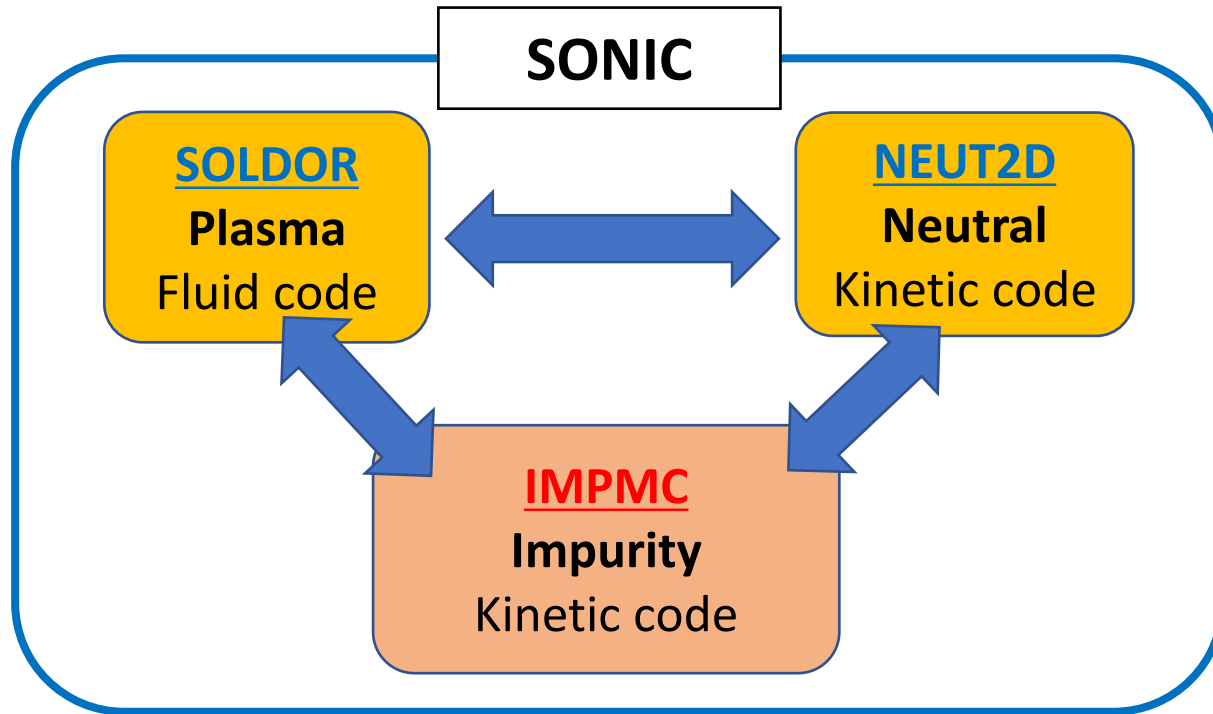 SONIC
SOLDOR
Plasma
Fluid code
NEUT2D
Neutral
Kinetic code
IMPMC
Impurity
Kinetic code